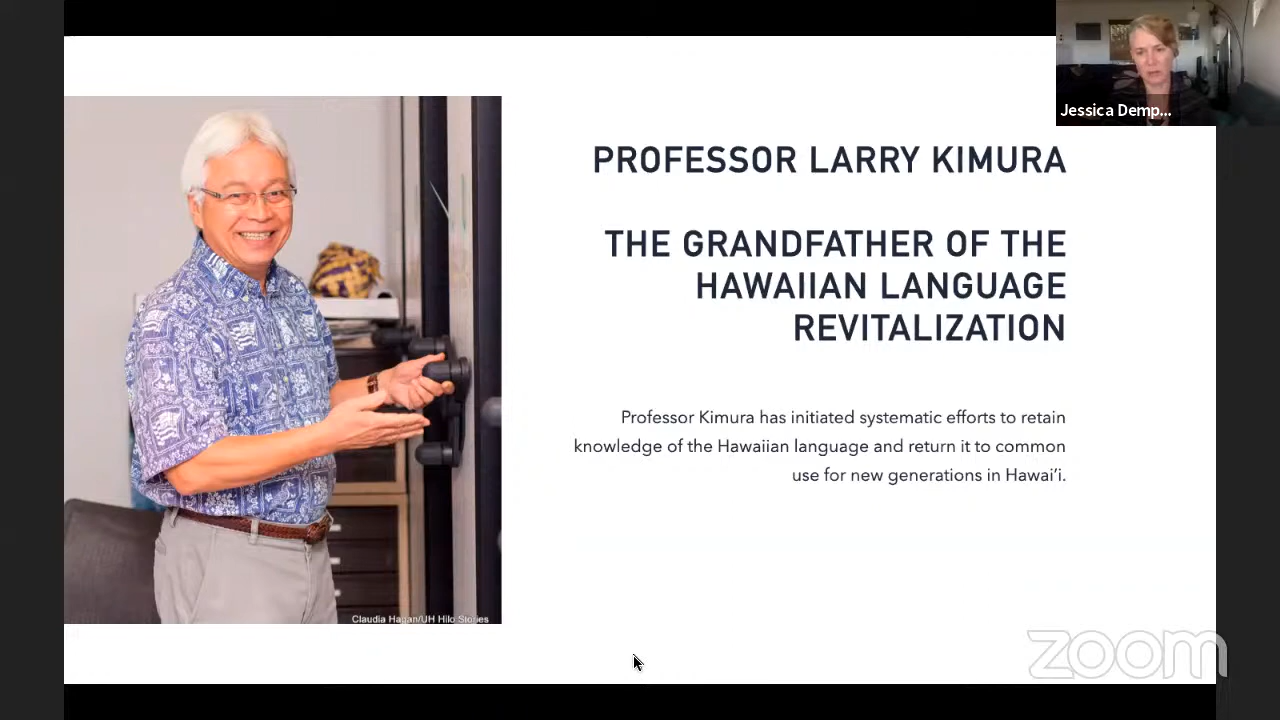 Jessica Demp...
PROFESSOR LARRY KIMURA
THE GRANDFATHER OF THE
HAWAIIAN LANGUAGE
REVITALIZATION
Professor Kimura has initiated systematic efforts to retain
knowledge of the Hawaiian language and return it to common
use for new generations in Hawai’i.
Claudia Hagan/UH Hilo Stories
zoom